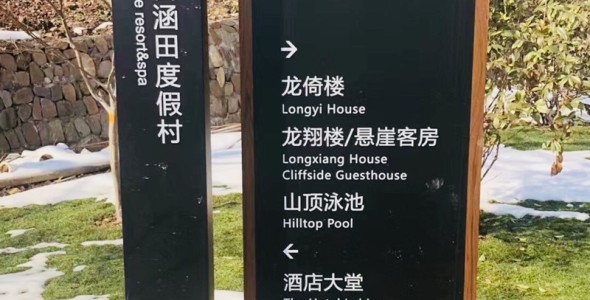 涵田度假村
resort&spa
→
龙倚楼
Longyi House
龙翔楼/悬崖客房
Longxiang House
Cliffside Guesthouse
山顶泳池
Hilltop Pool
←
酒店大堂